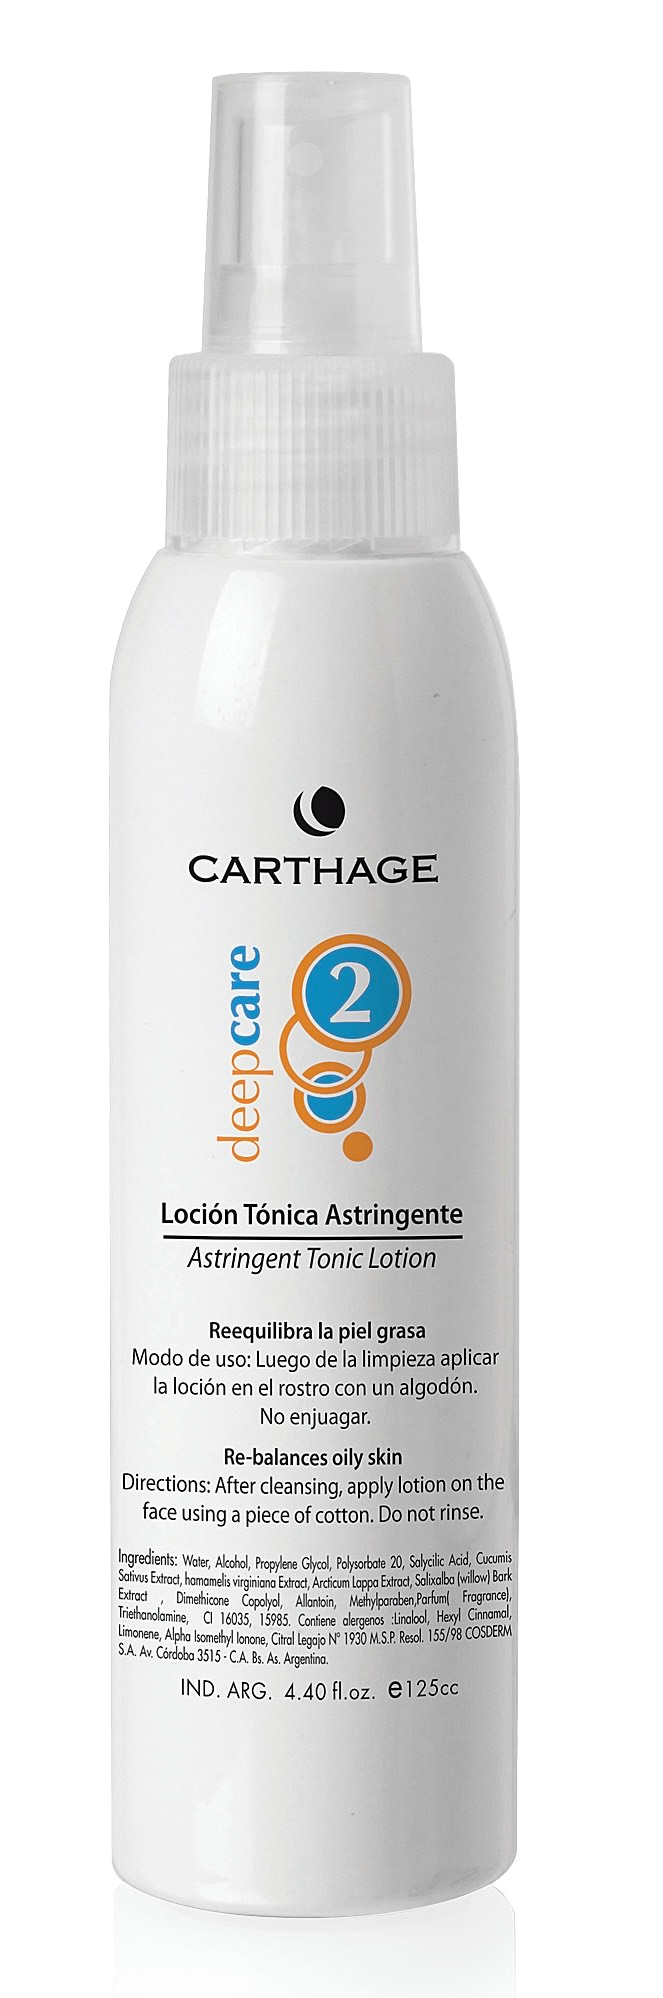 CARTHAGE
deepcare
2
Loción Tónica Astringente
Astringent Tonic Lotion
Reequilibra la piel grasa
Modo de uso: Luego de la limpieza aplicar
la loción en el rostro con un algodón.
No enjuagar.
Re-balances oily skin
Directions: After cleansing, apply lotion on the
face using a piece of cotton. Do not rinse.
Ingredients: Water, Alcohol, Propylene Glycol, Polysorbate 20, Salycilic Acid, Cucumis
Sativus Extract, hamamelis virginiana Extract, Arcticum Lappa Extract, Salixalba (willow) Bark
Extract , Dimethicone Copolyol, Allantoin, Methylparaben,Parfum( Fragrance),
Triethanolamine, CI 16035, 15985. Contiene alergenos :Linalool, Hexyl Cinnamal,
Limonene, Alpha Isomethyl Ionone, Citral Legajo Nº 1930 M.S.P. Resol. 155/98 COSDERM
S.A. Av. Córdoba 3515 - C.A. Bs. As. Argentina.
IND. ARG. 4.40 fl.oz. e125cc